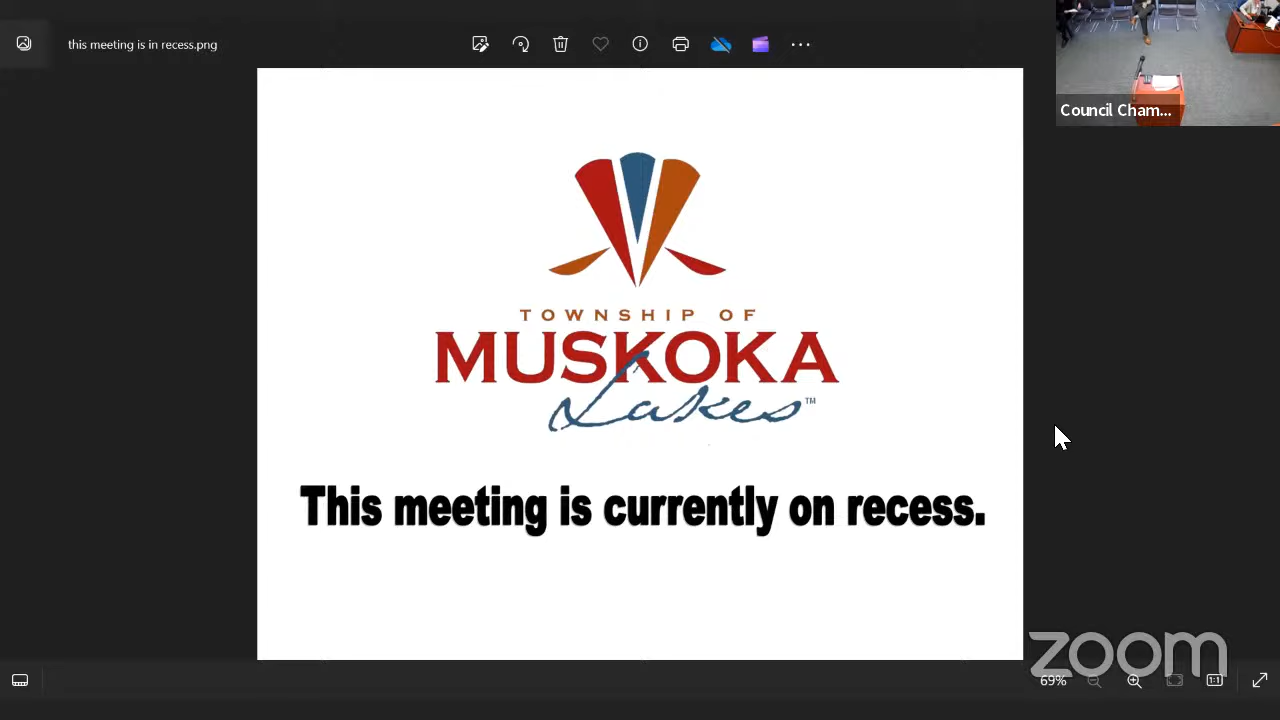 this meeting is in recess.png
Council Cham...
TOWNSHIP OF
MUSKOKA
Lakes™
This meeting is currently on recess.
zoom
69%
1:1